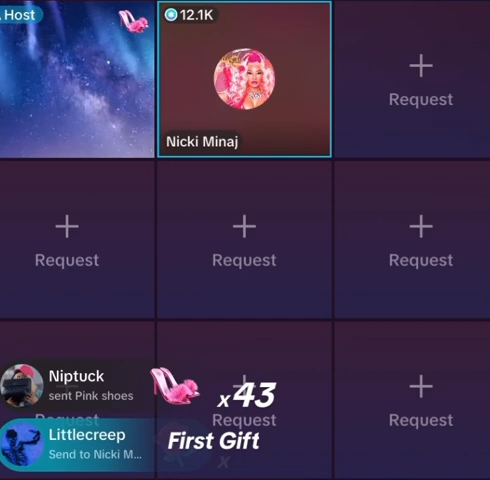 Host
12.1K
Nicki Minaj
Request
Request
Request
Request
Niptuck
sent Pink shoes
x43
Request
Request
Request
Littlecreep
Send to Nicki M...
First Gift
x